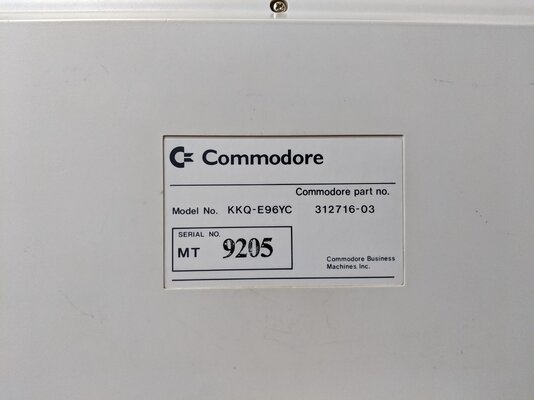 Commodore
Commodore part no.
Model No. KKQ-E96YC 312716-03
SERIAL NO.
MT 9205
Commodore Business
Machines, Inc.